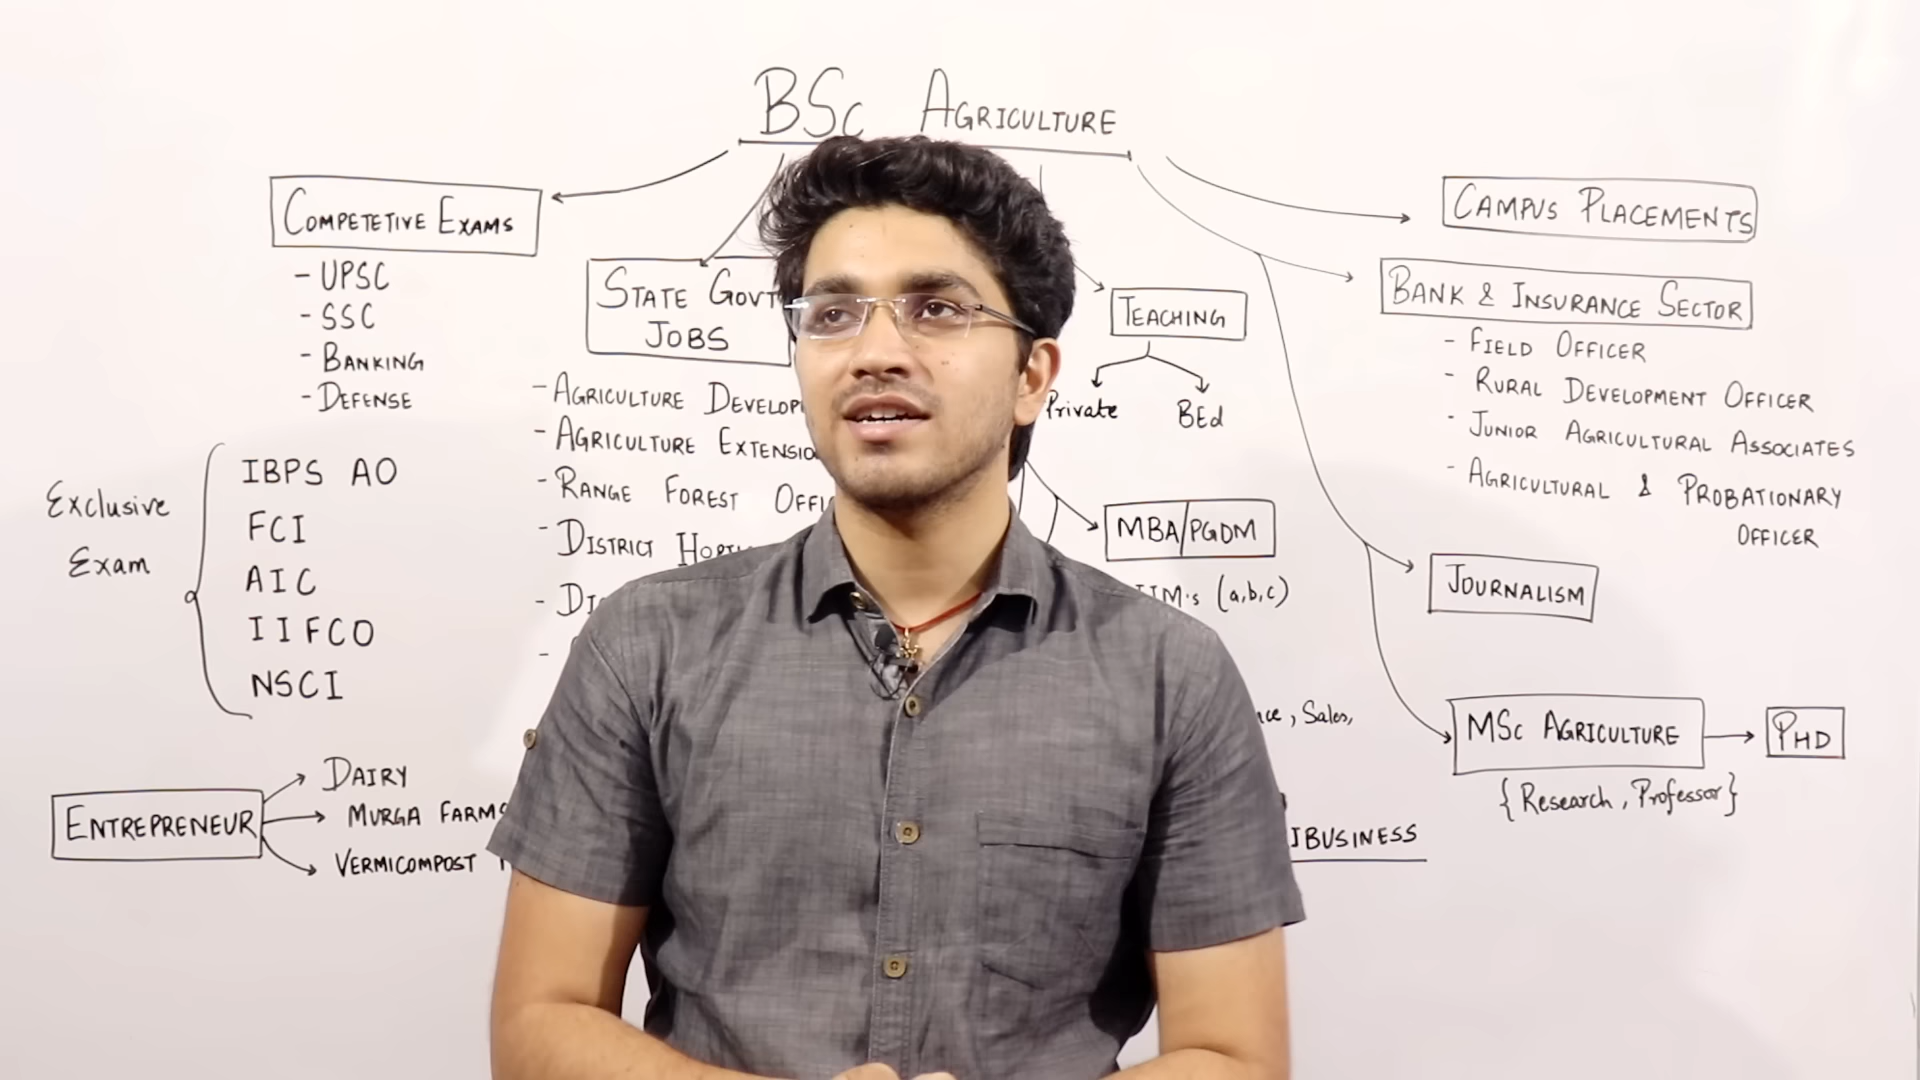 BSc AGRICULTURE
COMPETETIVE EXAMS
- UPSC
- SSC
- BANKING
- DEFENSE
Exclusive
Exam
IBPS AO
FCI
AIC
IIFCO
NSCI
ENTREPRENEUR
DAIRY
MURGA FARMS
VERMICOMPOST
STATE GOVT
JOBS
- AGRICULTURE
- AGRICULTURE
- RANGE FOREST
- DISTRICT
TEACHING
Private BEd
MBA/PGDM
(a,b,c)
, Sales,
CAMPUS PLACEMENTS
BANK & INSURANCE SECTOR
- FIELD OFFICER
- RURAL DEVELOPMENT OFFICER
- JUNIOR AGRICULTURAL ASSOCIATES
- AGRICULTURAL & PROBATIONARY
OFFICER
JOURNALISM
MSc AGRICULTURE
PHD
{Research, Professor}